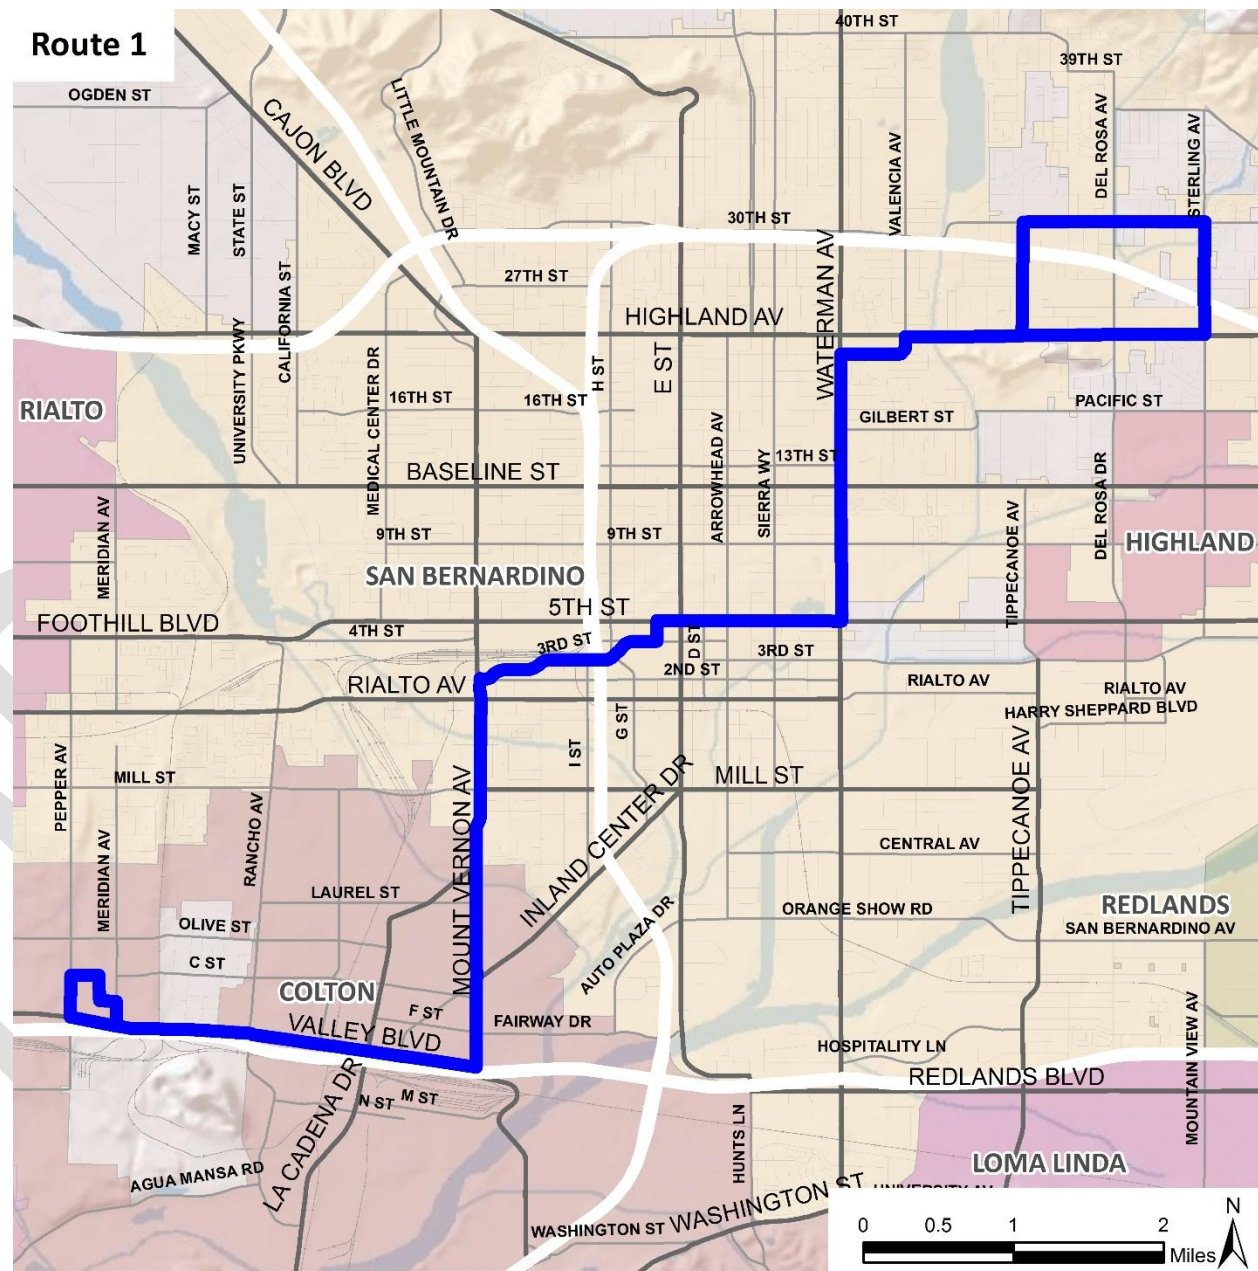 Route 1
40TH ST
39TH ST
OGDEN ST
CAJON BLVD
LITTLE MOUNTAIN DR
DEL ROSA AV
STERLING AV
VALENCIA AV
MACY ST
STATE ST
30TH ST
WATERMAN AV
27TH ST
CALIFORNIA ST
UNIVERSITY PKWY
HIGHLAND AV
H ST
E ST
MEDICAL CENTER DR
RIALTO
16TH ST
16TH ST
PACIFIC ST
GILBERT ST
ARROWHEAD AV
SIERRA WY
13TH ST
BASELINE ST
DEL ROSA DR
MERIDIAN AV
TIPPECANOE AV
9TH ST
9TH ST
HIGHLAND
SAN BERNARDINO
5TH ST
FOOTHILL BLVD
4TH ST
3RD ST
D ST
3RD ST
2ND ST
RIALTO AV
RIALTO AV
RIALTO AV
HARRY SHEPPARD BLVD
G ST
I ST
PEPPER AV
MILL ST
MILL ST
TIPPECANOE AV
MOUNT VERNON AV
INLAND CENTER DR
RANCHO AV
MERIDIAN AV
CENTRAL AV
LAUREL ST
ORANGE SHOW RD
REDLANDS
OLIVE ST
AUTO PLAZA DR
SAN BERNARDINO AV
C ST
COLTON
F ST
FAIRWAY DR
VALLEY BLVD
MOUNTAIN VIEW AV
HOSPITALITY LN
REDLANDS BLVD
LA CADENA DR
M ST
N ST
HUNTS LN
AGUA MANSA RD
LOMA LINDA
UNIVERSITY AV
WASHINGTON ST
WASHINGTON ST
N
0 0.5 1 2
Miles